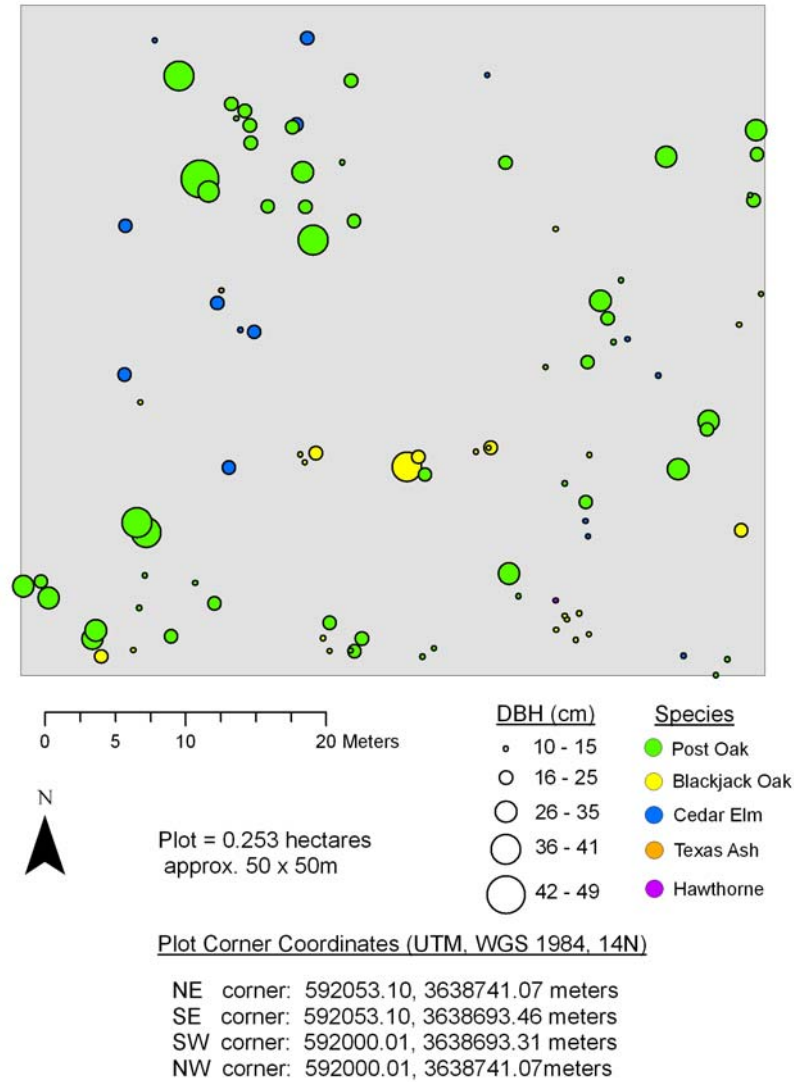 0 5 10 20 Meters
N
Plot = 0.253 hectares
approx. 50 x 50m
DBH (cm)
10 - 15
16 - 25
26 - 35
36 - 41
42 - 49
Species
Post Oak
Blackjack Oak
Cedar Elm
Texas Ash
Hawthorne
Plot Corner Coordinates (UTM, WGS 1984, 14N)
NE corner: 592053.10, 3638741.07 meters
SE corner: 592053.10, 3638693.46 meters
SW corner: 592000.01, 3638693.31 meters
NW corner: 592000.01, 3638741.07meters